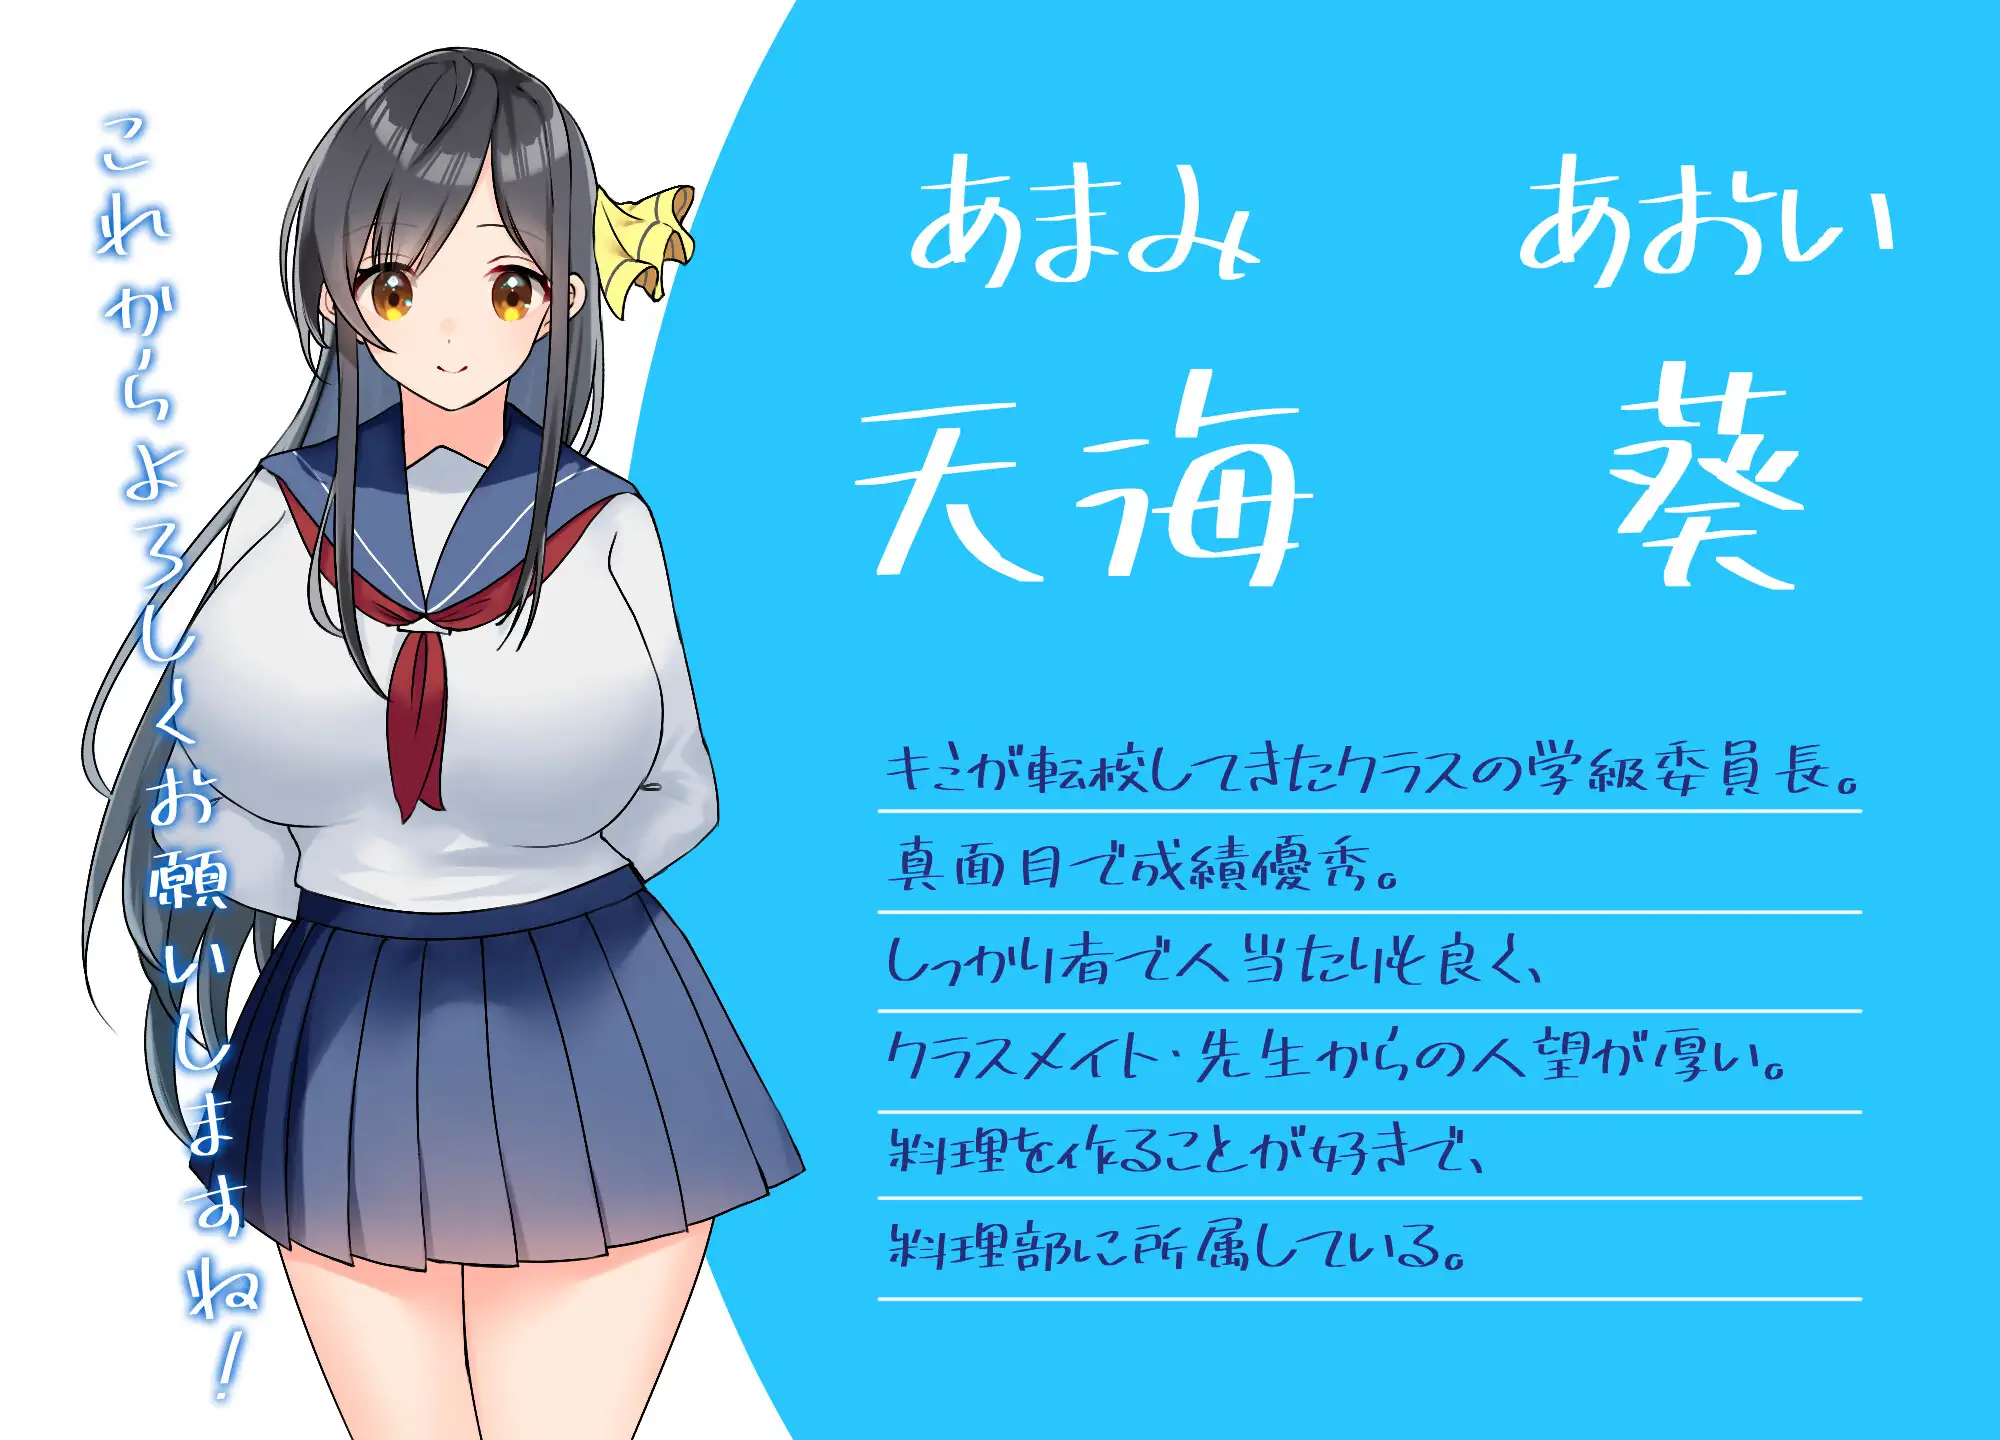 これからよろしくお願いしますね!
あまみ あおい
天海 葵
キミが転校してきたクラスの学級委員長。
真面目で成績優秀。
しっかり者で人当たりも良く、
クラスメイト・先生からの人望が厚い。
料理を作ることが好きで、
料理部に所属している。